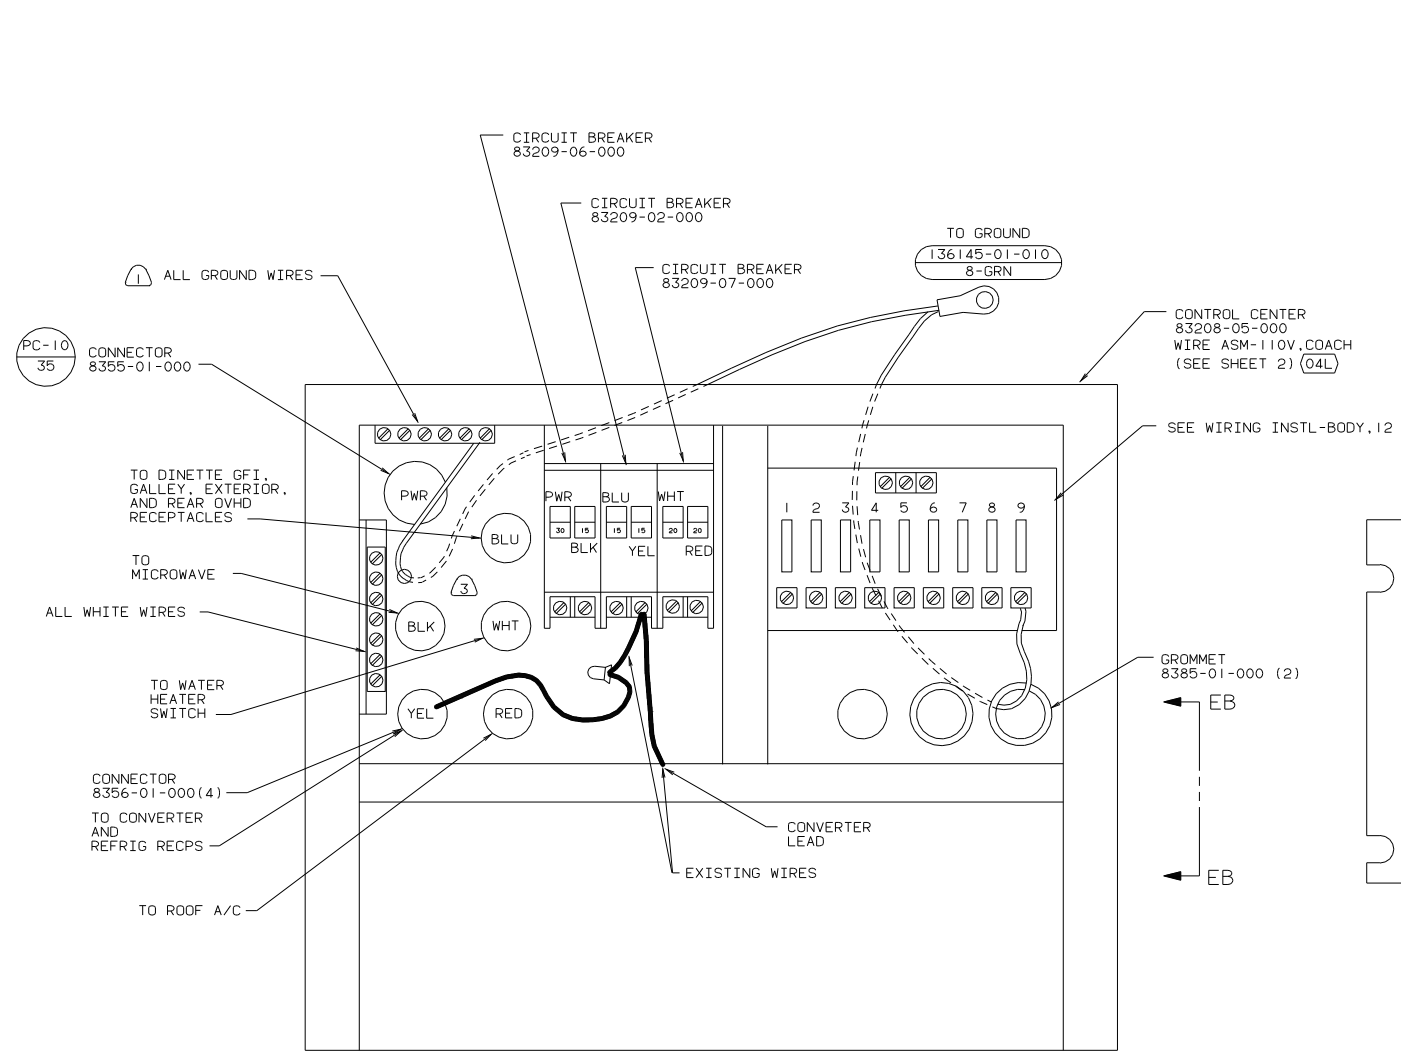 CIRCUIT BREAKER
83209-06-000
CIRCUIT BREAKER
83209-02-000
TO GROUND
136145-01-010
8-GRN
CIRCUIT BREAKER
83209-07-000
1 ALL GROUND WIRES
CONTROL CENTER
83208-05-000
WIRE ASM-110V,COACH
(SEE SHEET 2) 04L
PC-10
35
CONNECTOR
8355-01-000
SEE WIRING INSTL-BODY,12
TO DINETTE GFI,
GALLEY, EXTERIOR,
AND REAR OVHD
RECEPTACLES
PWR
PWR BLU WHT
30 15 15 15 20 20
BLK YEL RED
1 2 3 4 5 6 7 8 9
BLU
TO
MICROWAVE
3
ALL WHITE WIRES
BLK WHT
TO WATER
HEATER
SWITCH
YEL RED
GROMMET
8385-01-000 (2)
EB
CONNECTOR
8356-01-000(4)
TO CONVERTER
AND
REFRIG RECPS
CONVERTER
LEAD
EXISTING WIRES
EB
TO ROOF A/C